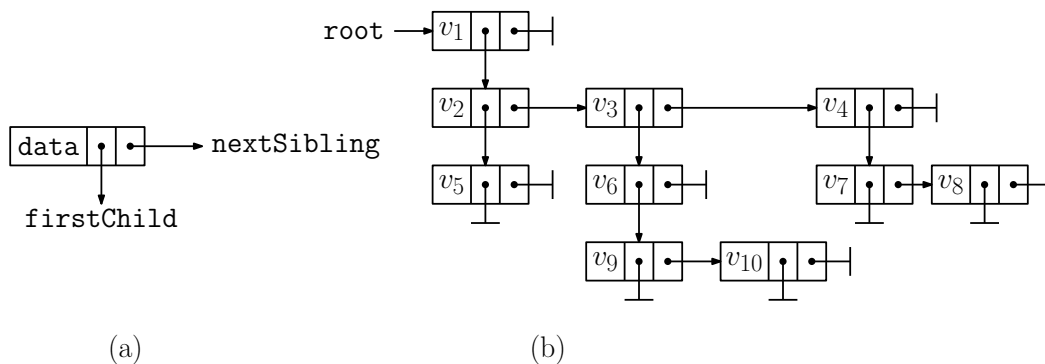 root v₁
v₂ v₃ v₄
data nextSibling
v₅ v₆ v₇ v₈
firstChild
v₉ v₁₀
(a) (b)